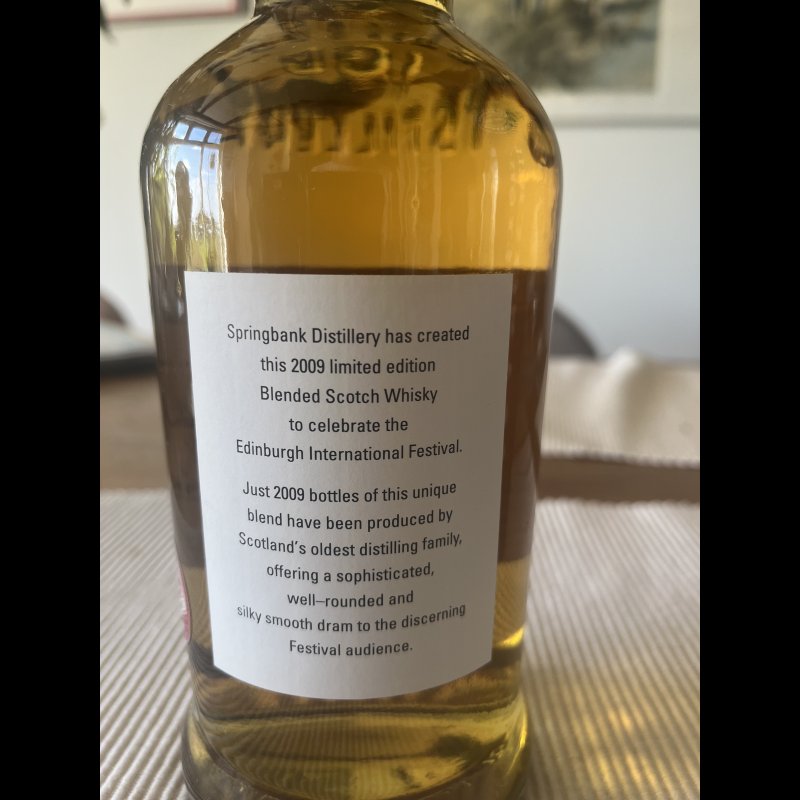 Springbank Distillery has created
this 2009 limited edition
Blended Scotch Whisky
to celebrate the
Edinburgh International Festival.
Just 2009 bottles of this unique
blend have been produced by
Scotland's oldest distilling family,
offering a sophisticated,
well–rounded and
silky smooth dram to the discerning
Festival audience.